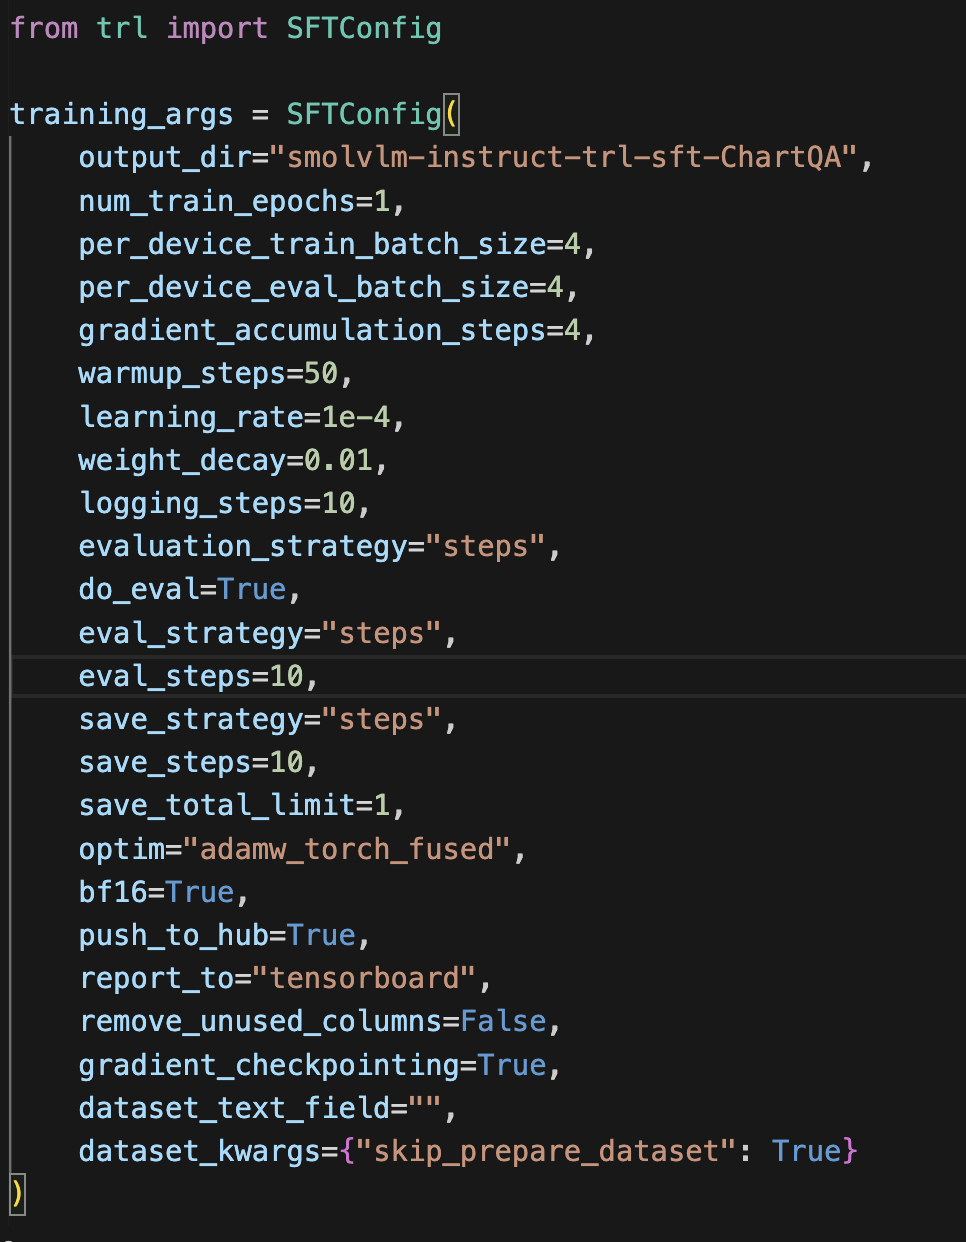 from trl import SFTConfig
training_args = SFTConfig(
    output_dir="smolvlm-instruct-trl-sft-ChartQA",
    num_train_epochs=1,
    per_device_train_batch_size=4,
    per_device_eval_batch_size=4,
    gradient_accumulation_steps=4,
    warmup_steps=50,
    learning_rate=1e-4,
    weight_decay=0.01,
    logging_steps=10,
    evaluation_strategy="steps",
    do_eval=True,
    eval_strategy="steps",
    eval_steps=10,
    save_strategy="steps",
    save_steps=10,
    save_total_limit=1,
    optim="adamw_torch_fused",
    bf16=True,
    push_to_hub=True,
    report_to="tensorboard",
    remove_unused_columns=False,
    gradient_checkpointing=True,
    dataset_text_field="",
    dataset_kwargs={"skip_prepare_dataset": True}
)